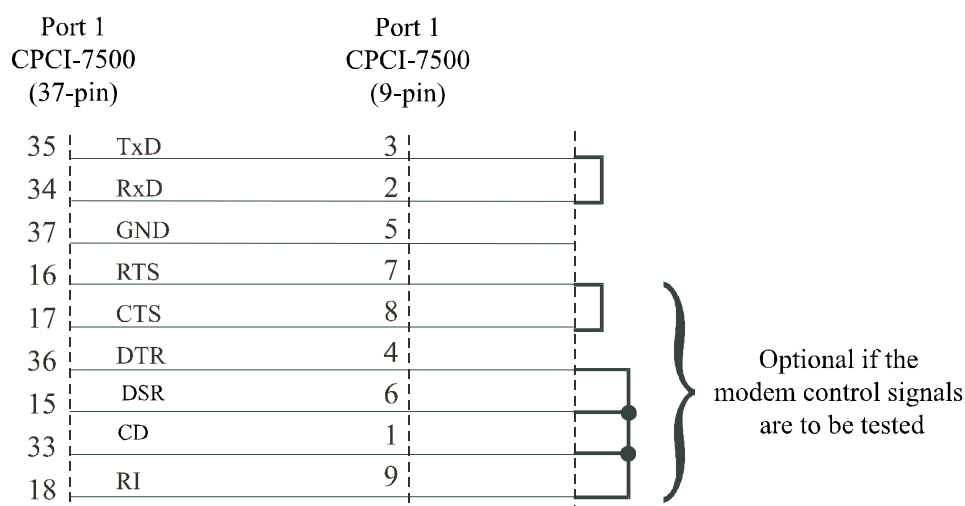 Port 1
CPCI-7500
(37-pin)
Port 1
CPCI-7500
(9-pin)
35 TxD 3
34 RxD 2
37 GND 5
16 RTS 7
17 CTS 8
36 DTR 4
15 DSR 6
33 CD 1
18 RI 9
Optional if the
modem control signals
are to be tested